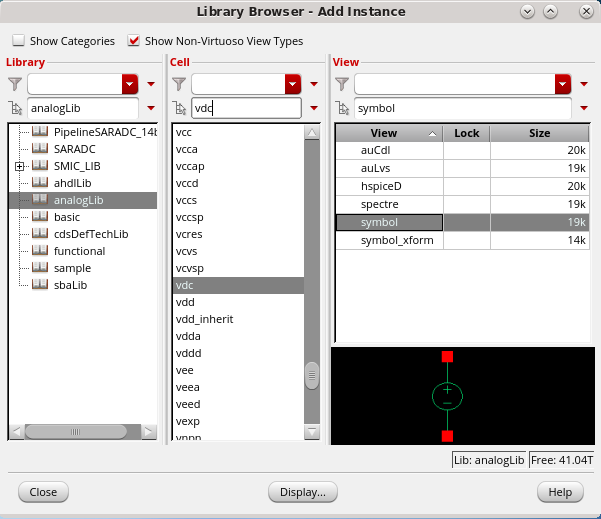 Library Browser - Add Instance
Show Categories
Show Non-Virtuoso View Types
Library
Cell
View
analogLib
vdc
symbol
PipelineSARADC_14b
SARADC
SMIC_LIB
ahdlLib
analogLib
basic
cdsDefTechLib
functional
sample
sbaLib
vcc
vcca
vccap
vccd
vccs
vccsp
vcres
vcvs
vcvsp
vdc
vdd
vdd_inherit
vdda
vddd
vee
veea
veed
vexp
vnpn
View Lock Size
auCdl 20k
auLvs 19k
hspiceD 20k
spectre 19k
symbol 19k
symbol_xform 14k
Lib: analogLib Free: 41.04T
Close
Display...
Help